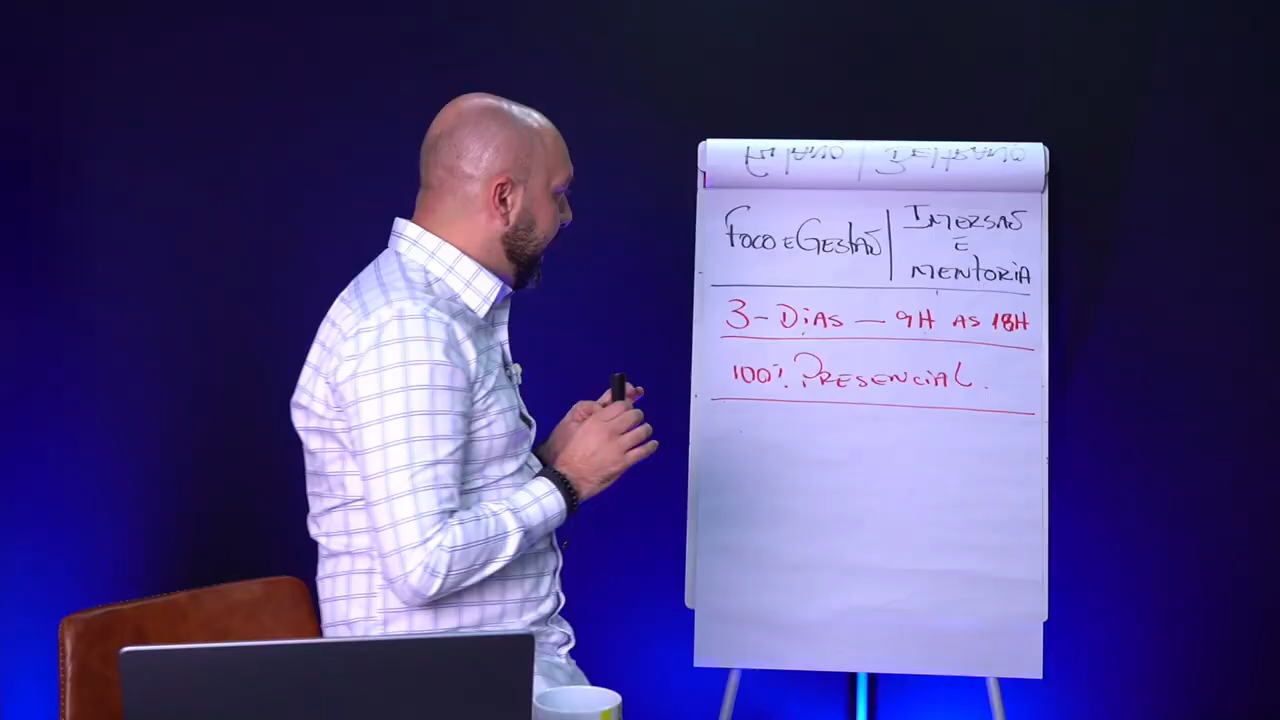 Foco e Gestão
Imersão
e
Mentoria
3 - Dias — 9H as 18H
100% Presencial.